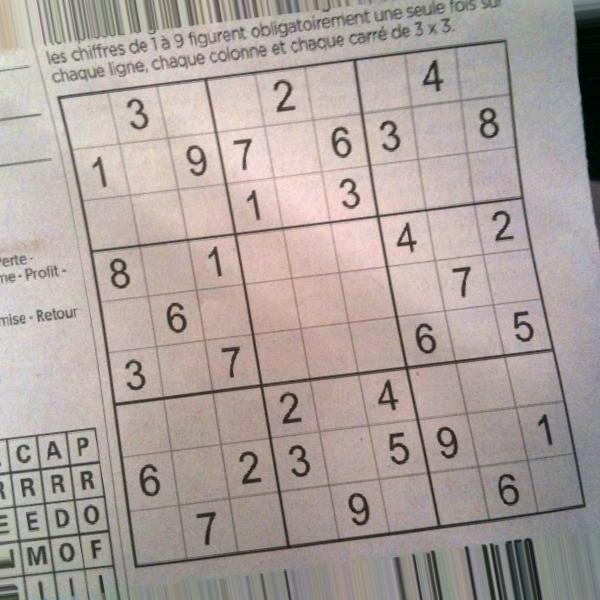 les chiffres de 1 à 9 figurent obligatoirement une seule fois sur
chaque ligne, chaque colonne et chaque carré de 3 x 3.
3 2 4
1 9 7 6 3 8
1 3
8 1 4 2
6 7
3 7 6 5
2 4
6 2 3 5 9 1
7 9 6
erte ·
me · Profit ·
mise · Retour
C A P
R R R R
E E D O
M O F
I I I